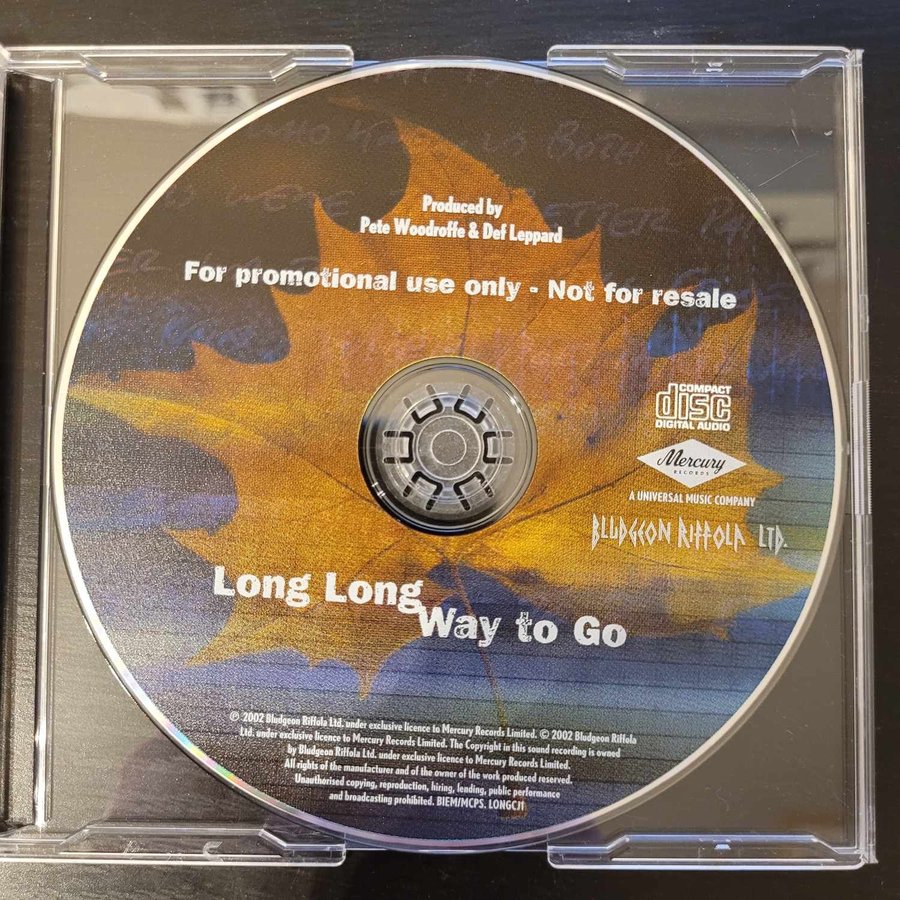 WHO
US BOTH
WERE
BETTER
Produced by
Pete Woodroffe & Def Leppard
For promotional use only - Not for resale
COMPACT
disc
DIGITAL AUDIO
Mercury
RECORDS
A UNIVERSAL MUSIC COMPANY
BLUDGEON RIFFOLA LTD.
Long Long
Way to Go
℗ 2002 Bludgeon Riffola Ltd. under exclusive licence to Mercury Records Limited. © 2002 Bludgeon Riffola
Ltd. under exclusive licence to Mercury Records Limited. The Copyright in this sound recording is owned
by Bludgeon Riffola Ltd. under exclusive licence to Mercury Records Limited.
All rights of the manufacturer and of the owner of the work produced reserved.
Unauthorised copying, reproduction, hiring, lending, public performance
and broadcasting prohibited. BIEM/MCPS. LONGCJ1